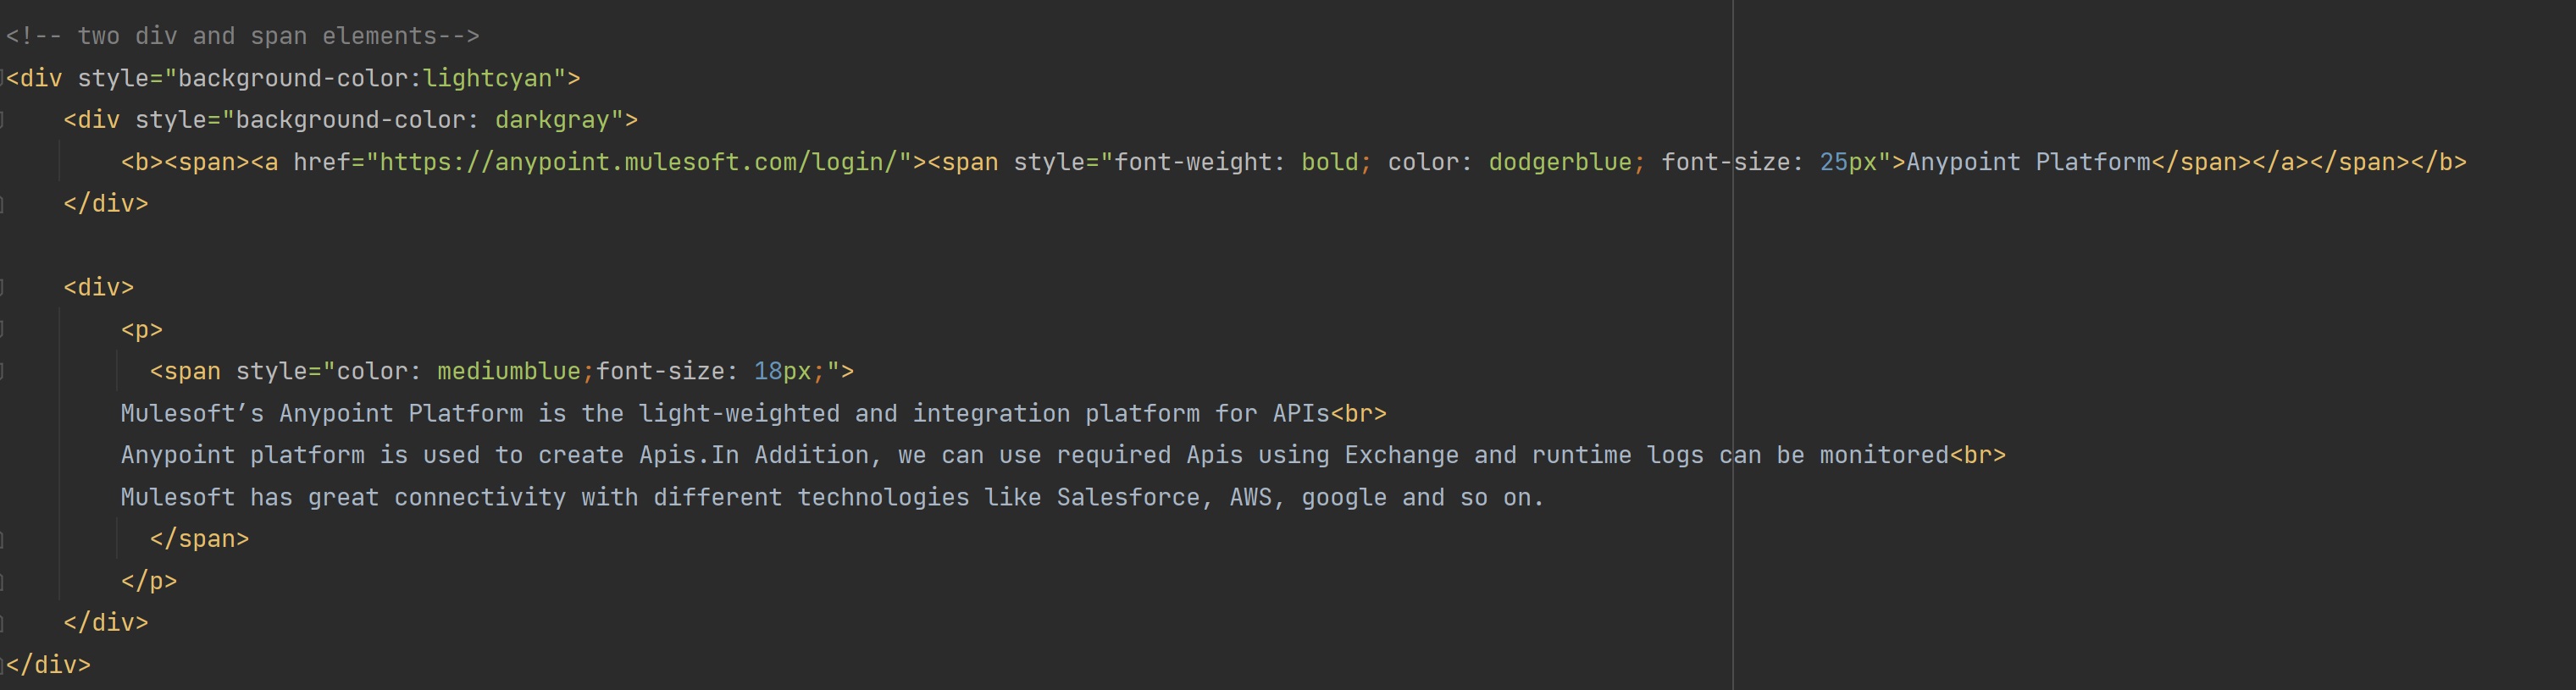 <!-- two div and span elements-->
<div style="background-color:lightcyan">
<div style="background-color: darkgray">
<b><span><a href="https://anypoint.mulesoft.com/login/"><span style="font-weight: bold; color: dodgerblue; font-size: 25px">Anypoint Platform</span></a></span></b>
</div>
<div>
<p>
<span style="color: mediumblue;font-size: 18px;">
Mulesoft’s Anypoint Platform is the light-weighted and integration platform for APIs<br>
Anypoint platform is used to create Apis.In Addition, we can use required Apis using Exchange and runtime logs can be monitored<br>
Mulesoft has great connectivity with different technologies like Salesforce, AWS, google and so on.
</span>
</p>
</div>
</div>